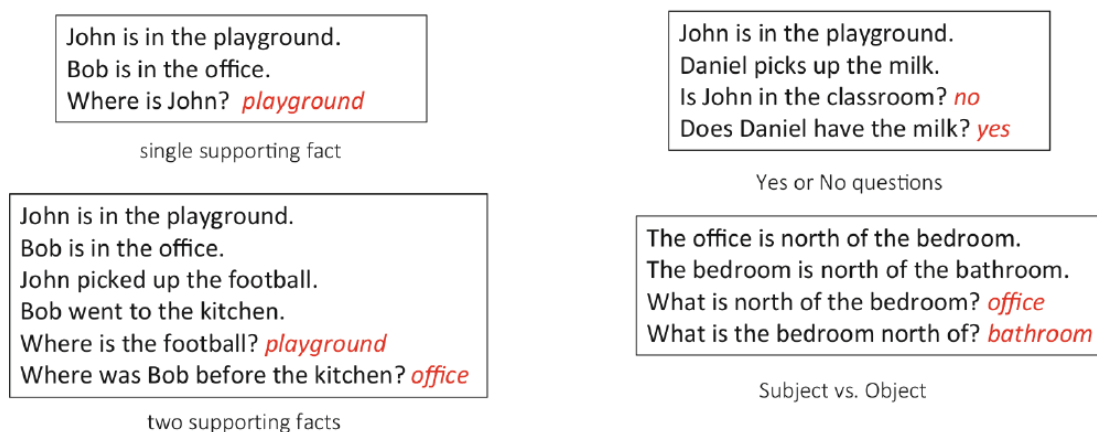 John is in the playground.
Bob is in the office.
Where is John? playground
single supporting fact
John is in the playground.
Bob is in the office.
John picked up the football.
Bob went to the kitchen.
Where is the football? playground
Where was Bob before the kitchen? office
two supporting facts
John is in the playground.
Daniel picks up the milk.
Is John in the classroom? no
Does Daniel have the milk? yes
Yes or No questions
The office is north of the bedroom.
The bedroom is north of the bathroom.
What is north of the bedroom? office
What is the bedroom north of? bathroom
Subject vs. Object